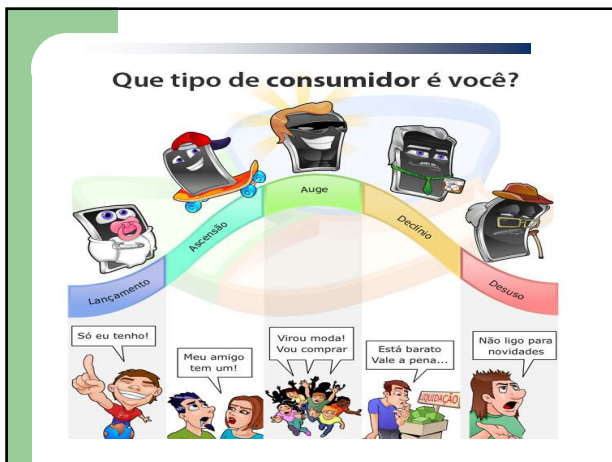 Que tipo de consumidor é você?
Auge
Ascensão
Declínio
Lançamento
Desuso
Só eu tenho!
Meu amigo
tem um!
Virou moda!
Vou comprar
Está barato
Vale a pena...
Não ligo para
novidades
LIQUIDAÇÃO